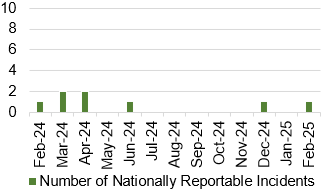 10
8
6
4
2
0
Feb-24
Mar-24
Apr-24
May-24
Jun-24
Jul-24
Aug-24
Sep-24
Oct-24
Nov-24
Dec-24
Jan-25
Feb-25
Number of Nationally Reportable Incidents